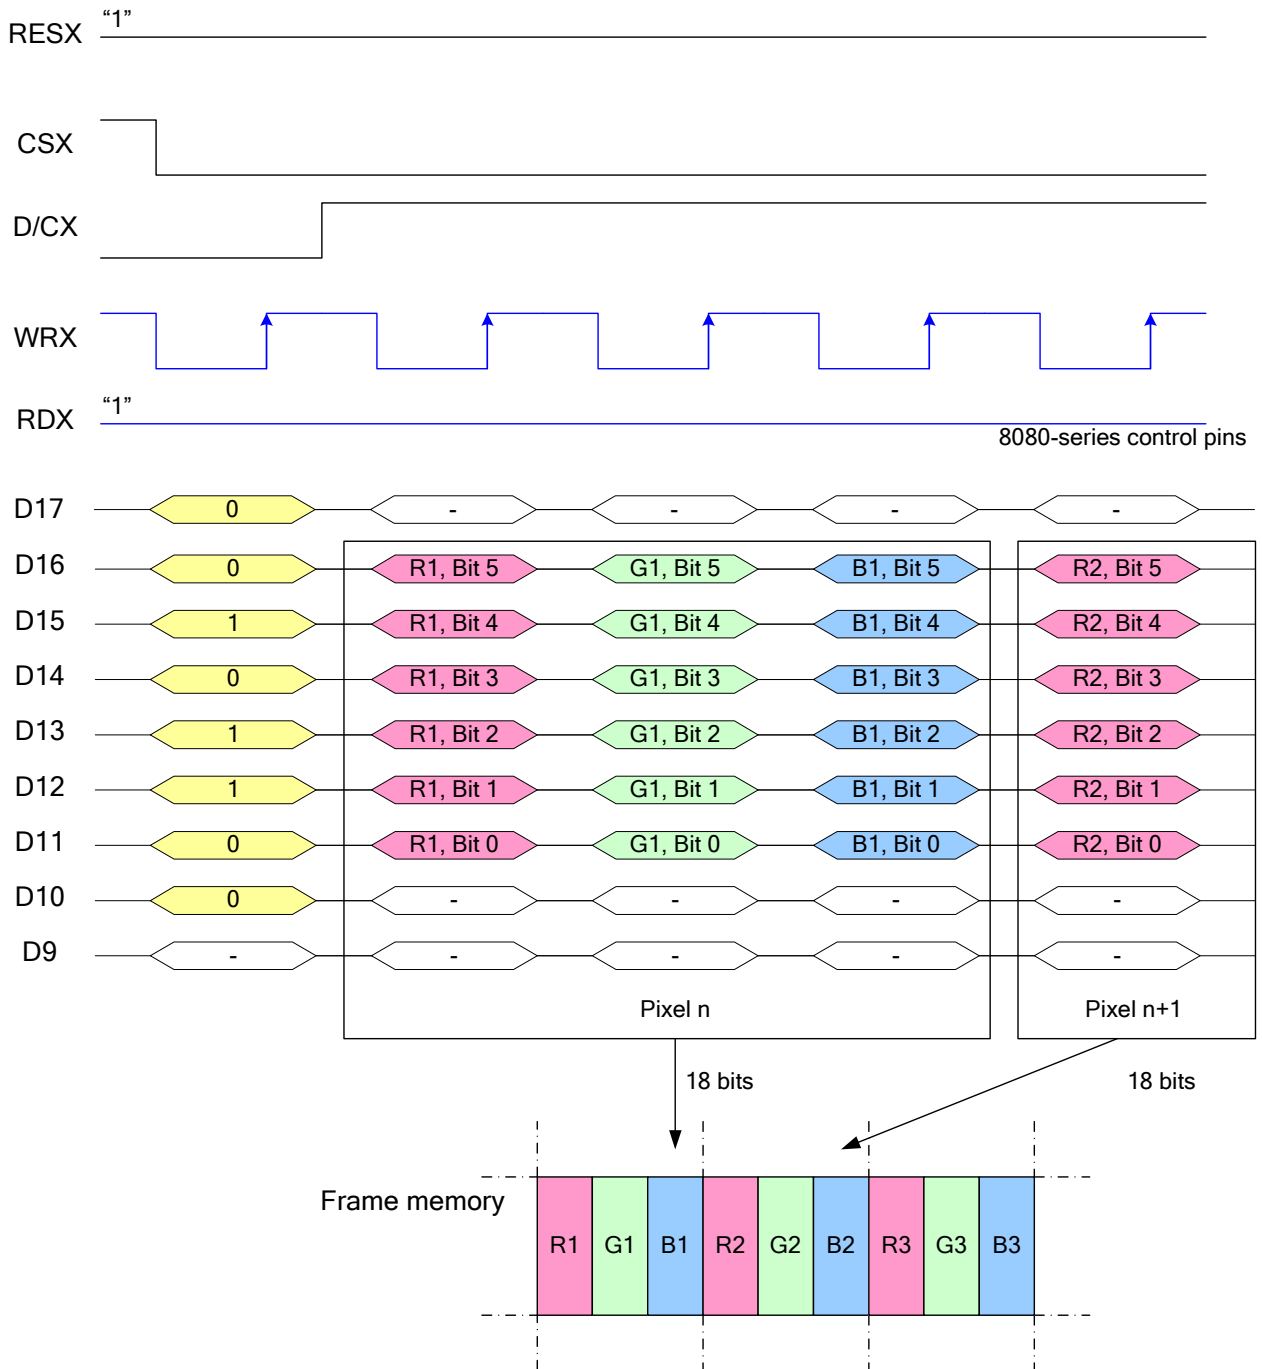 RESX “1”
CSX
D/CX
WRX
RDX “1”
8080-series control pins
D17 0 - - - -
D16 0 R1, Bit 5 G1, Bit 5 B1, Bit 5 R2, Bit 5
D15 1 R1, Bit 4 G1, Bit 4 B1, Bit 4 R2, Bit 4
D14 0 R1, Bit 3 G1, Bit 3 B1, Bit 3 R2, Bit 3
D13 1 R1, Bit 2 G1, Bit 2 B1, Bit 2 R2, Bit 2
D12 1 R1, Bit 1 G1, Bit 1 B1, Bit 1 R2, Bit 1
D11 0 R1, Bit 0 G1, Bit 0 B1, Bit 0 R2, Bit 0
D10 0 - - - -
D9 - - - - -
Pixel n Pixel n+1
18 bits 18 bits
Frame memory
R1 G1 B1 R2 G2 B2 R3 G3 B3